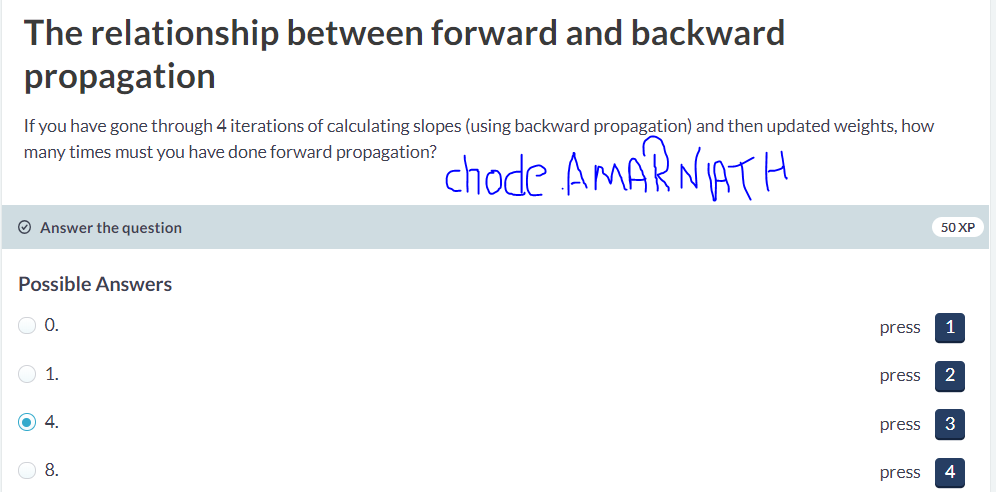 The relationship between forward and backward
propagation
If you have gone through 4 iterations of calculating slopes (using backward propagation) and then updated weights, how
many times must you have done forward propagation?
chode.AMARNATH
Answer the question
50 XP
Possible Answers
0.
press 1
1.
press 2
4.
press 3
8.
press 4